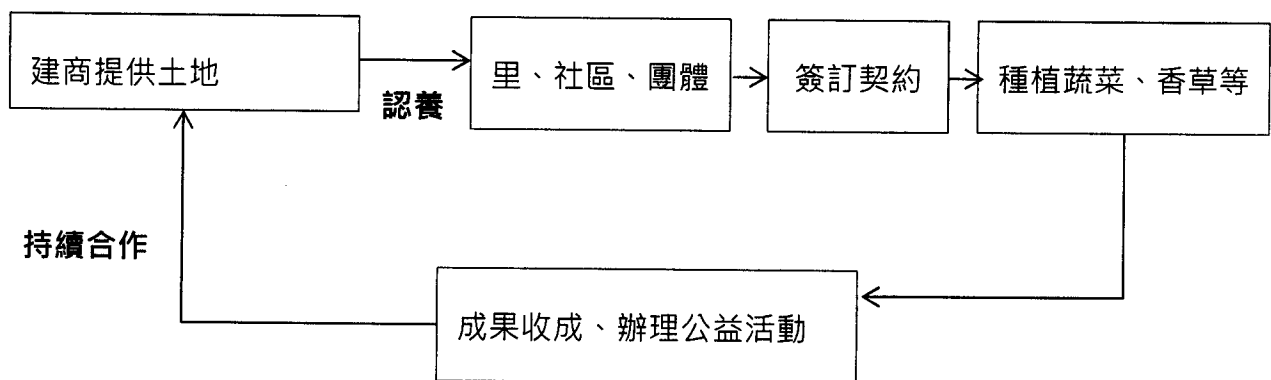 建商提供土地
認養
里、社區、團體
簽訂契約
種植蔬菜、香草等
持續合作
成果收成、辦理公益活動